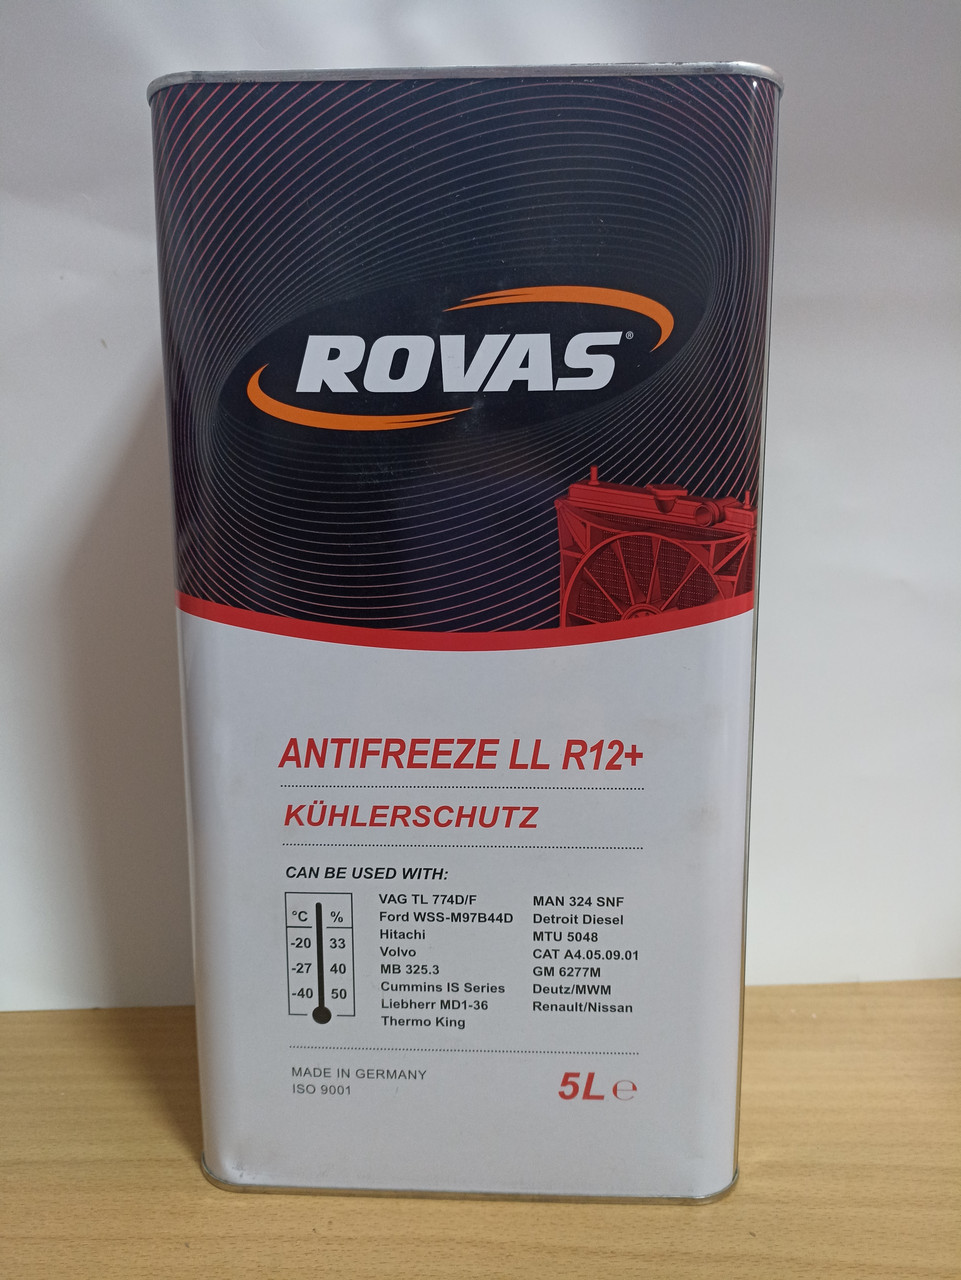 ROVAS®
ANTIFREEZE LL R12+
KÜHLERSCHUTZ
CAN BE USED WITH:
°C %
-20 33
-27 40
-40 50
VAG TL 774D/F
Ford WSS-M97B44D
Hitachi
Volvo
MB 325.3
Cummins IS Series
Liebherr MD1-36
Thermo King
MAN 324 SNF
Detroit Diesel
MTU 5048
CAT A4.05.09.01
GM 6277M
Deutz/MWM
Renault/Nissan
MADE IN GERMANY
ISO 9001
5L ℮